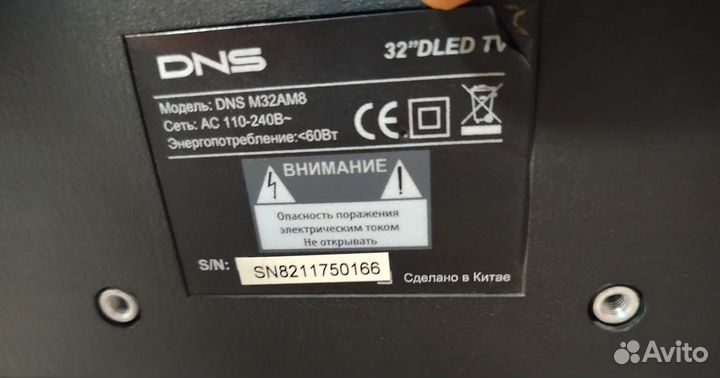 DNS
32"DLED TV
Модель: DNS M32AM8
Сеть: AC 110-240В~
Энергопотребление:<60Вт
CE
ВНИМАНИЕ
Опасность поражения
электрическим током
Не открывать
S/N: SN8211750166
Сделано в Китае
Avito